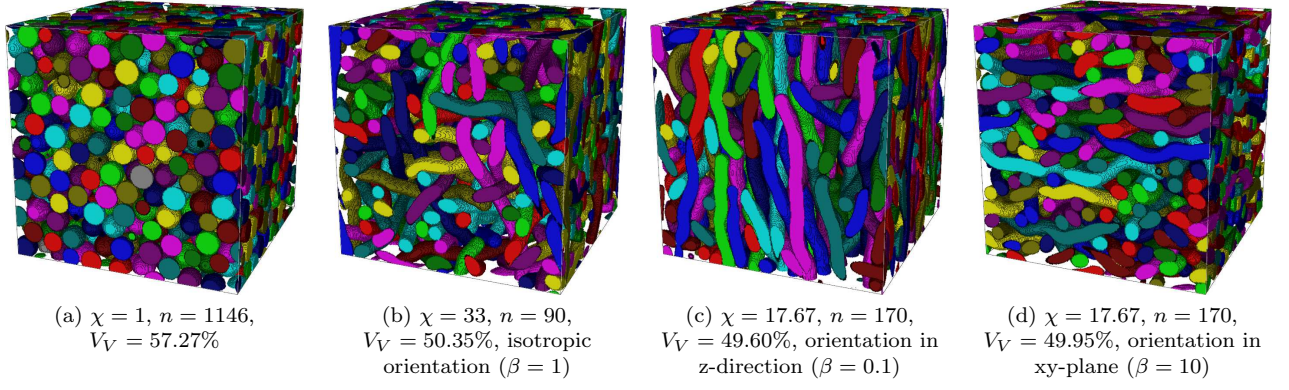 (a) χ = 1, n = 1146,
V_V = 57.27%
(b) χ = 33, n = 90,
V_V = 50.35%, isotropic
orientation (β = 1)
(c) χ = 17.67, n = 170,
V_V = 49.60%, orientation in
z-direction (β = 0.1)
(d) χ = 17.67, n = 170,
V_V = 49.95%, orientation in
xy-plane (β = 10)